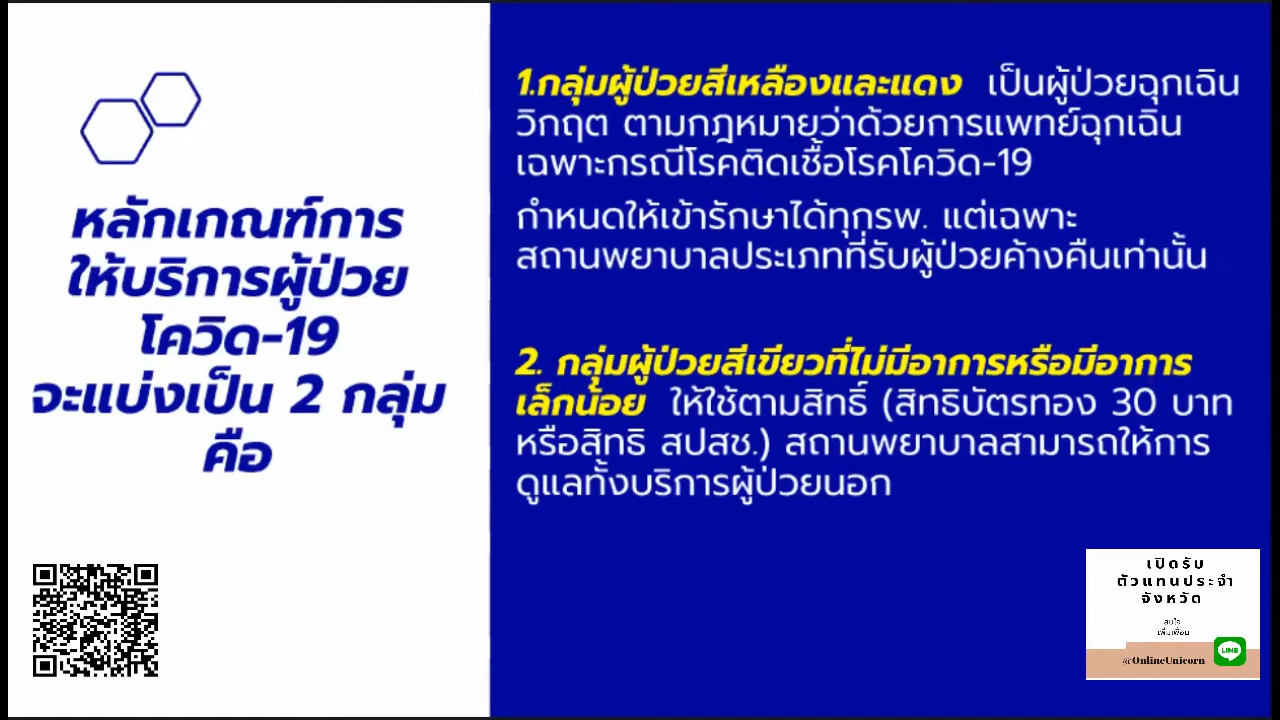 หลักเกณฑ์การ
ให้บริการผู้ป่วย
โควิด-19
จะแบ่งเป็น 2 กลุ่ม
คือ
1.กลุ่มผู้ป่วยสีเหลืองและแดง เป็นผู้ป่วยฉุกเฉิน
วิกฤต ตามกฎหมายว่าด้วยการแพทย์ฉุกเฉิน
เฉพาะกรณีโรคติดเชื้อโรคโควิด-19
กำหนดให้เข้ารักษาได้ทุกรพ. แต่เฉพาะ
สถานพยาบาลประเภทที่รับผู้ป่วยค้างคืนเท่านั้น
2. กลุ่มผู้ป่วยสีเขียวที่ไม่มีอาการหรือมีอาการ
เล็กน้อย ให้ใช้ตามสิทธิ์ (สิทธิบัตรทอง 30 บาท
หรือสิทธิ สปสช.) สถานพยาบาลสามารถให้การ
ดูแลทั้งบริการผู้ป่วยนอก
เปิดรับ
ตัวแทนประจำ
จังหวัด
สนใจ
เพิ่มเพื่อน
@OnlineUnicorn
LINE